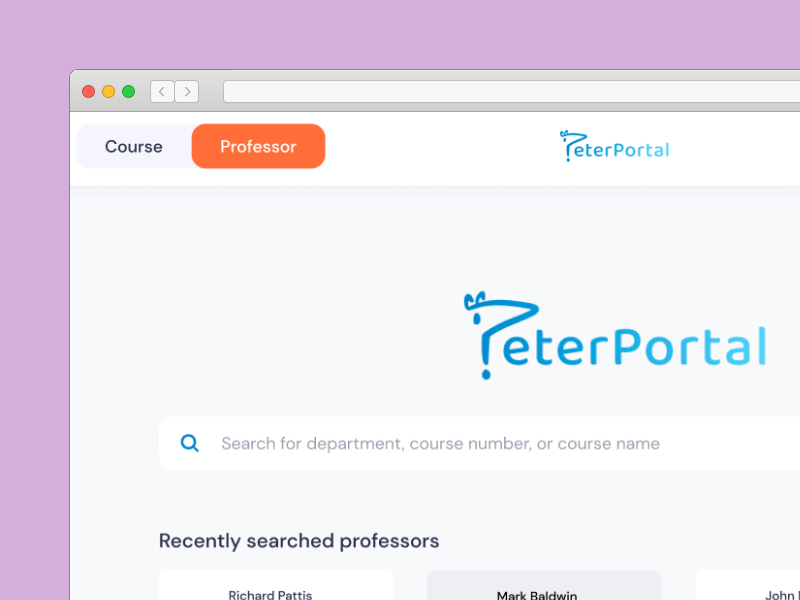 Course
Professor
PeterPortal
PeterPortal
Search for department, course number, or course name
Recently searched professors
Richard Pattis
Mark Baldwin
John